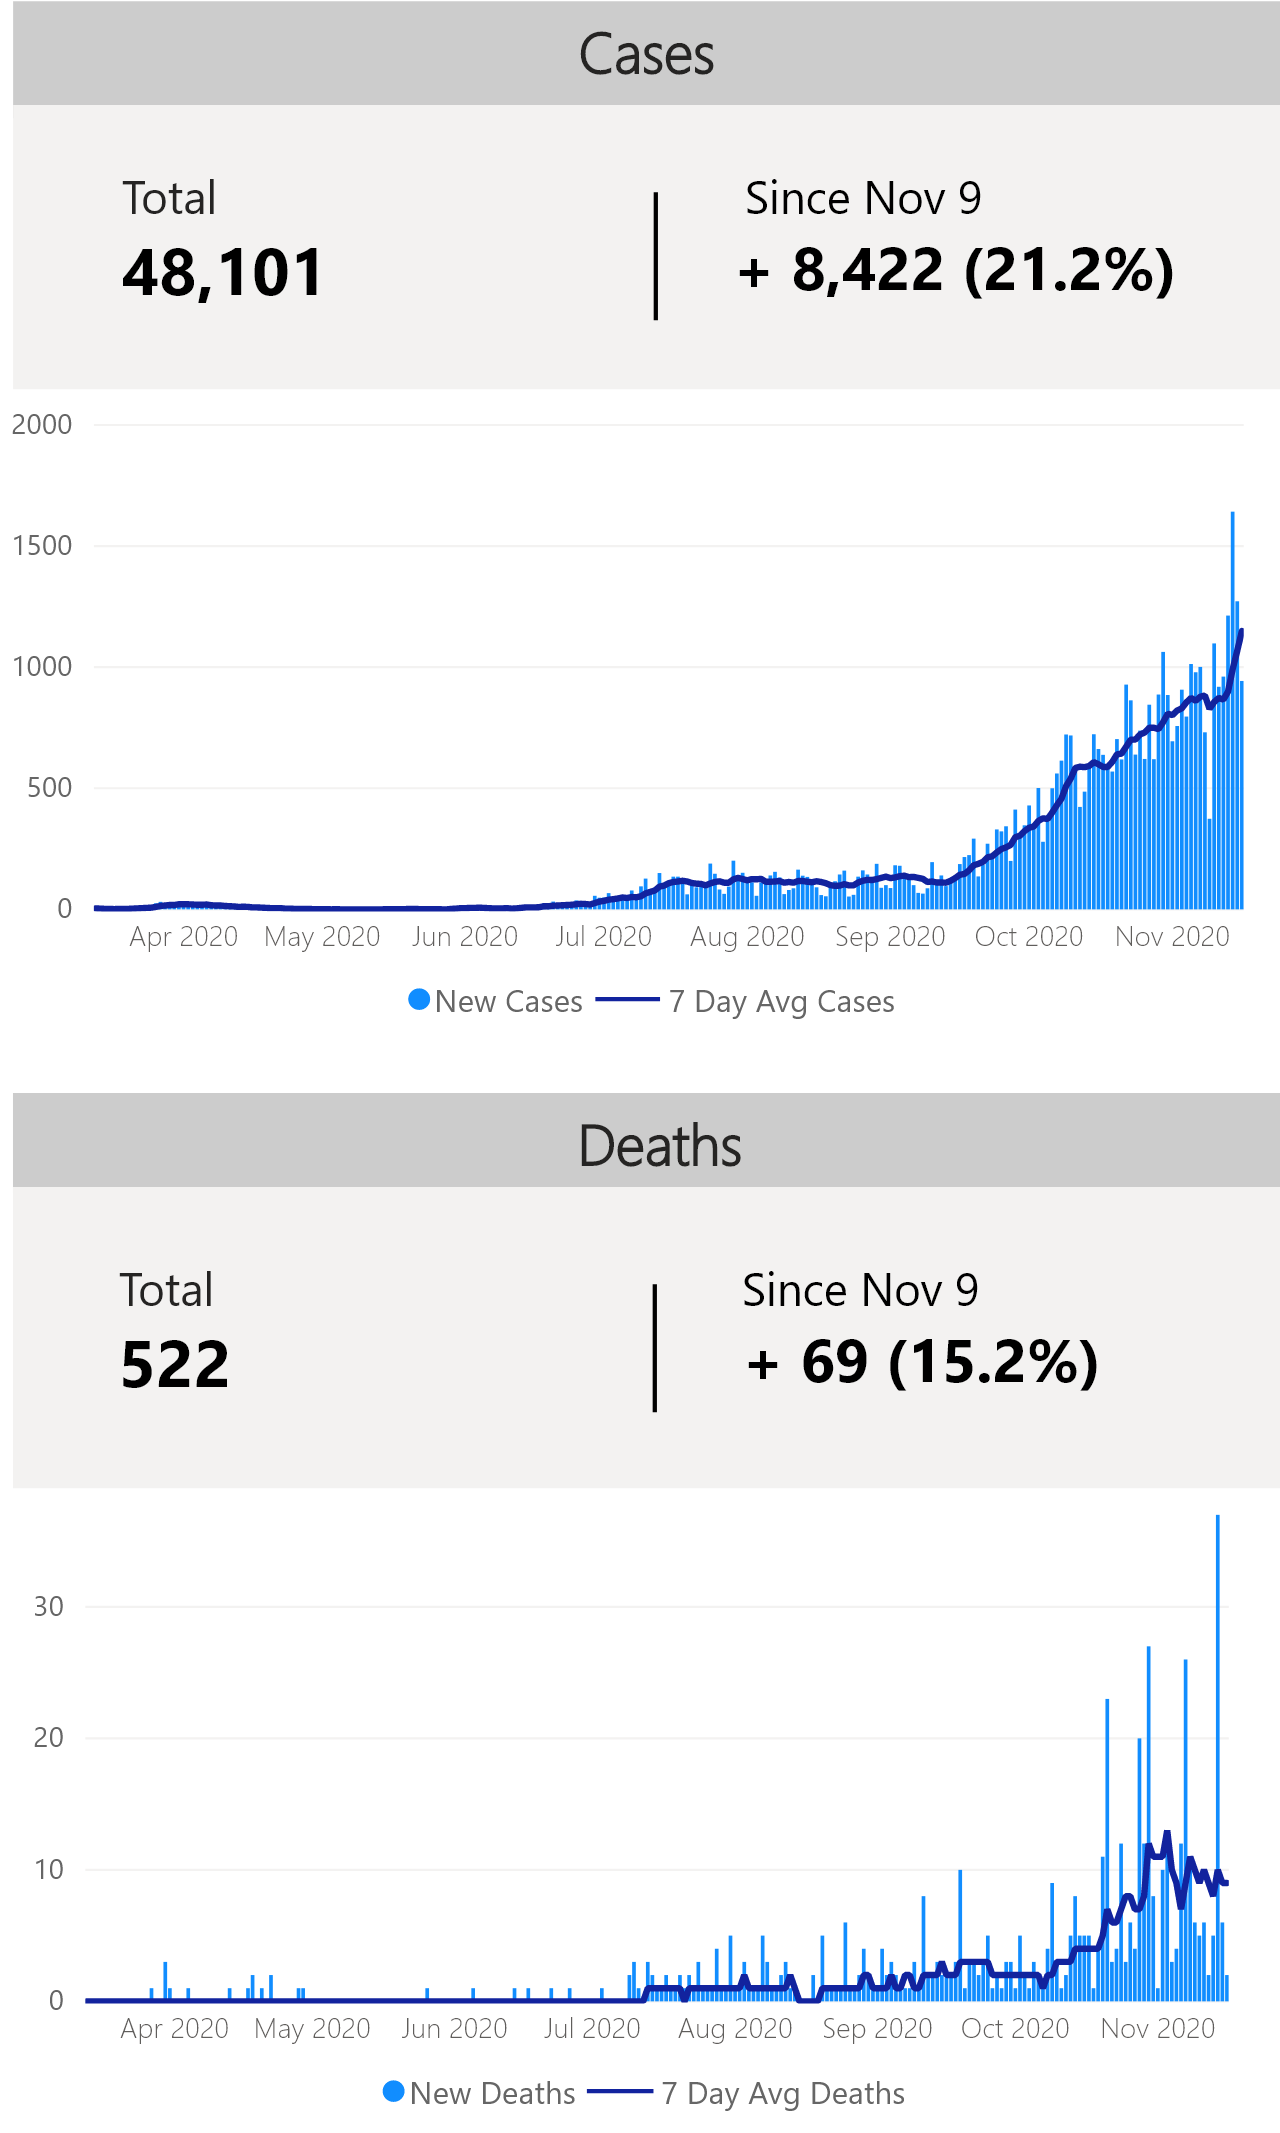 Cases
Total
Since Nov 9
48,101
+ 8,422 (21.2%)
2000
1500
1000
500
0
Apr 2020 May 2020 Jun 2020 Jul 2020 Aug 2020 Sep 2020 Oct 2020 Nov 2020
New Cases 7 Day Avg Cases
Deaths
Total
Since Nov 9
522
+ 69 (15.2%)
30
20
10
0
Apr 2020 May 2020 Jun 2020 Jul 2020 Aug 2020 Sep 2020 Oct 2020 Nov 2020
New Deaths 7 Day Avg Deaths